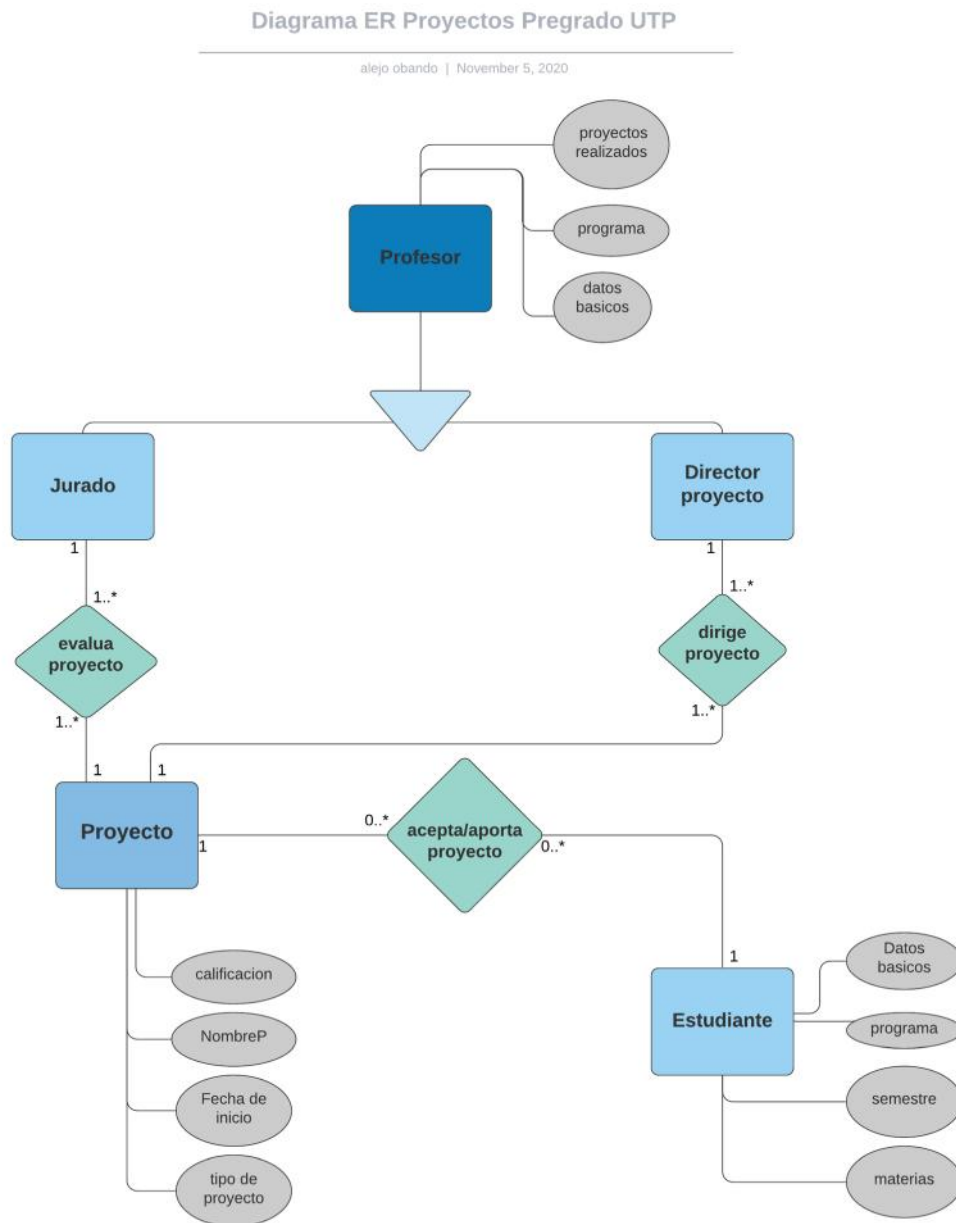 Diagrama ER Proyectos Pregrado UTP
alejo obando | November 5, 2020
proyectos
realizados
programa
Profesor
datos
basicos
Jurado
Director
proyecto
1
1
1..*
1..*
evalua
proyecto
dirige
proyecto
1..*
1..*
1
1
Proyecto
0..*
1
acepta/aporta
proyecto
0..*
calificacion
NombreP
Fecha de
inicio
tipo de
proyecto
1
Estudiante
Datos
basicos
programa
semestre
materias